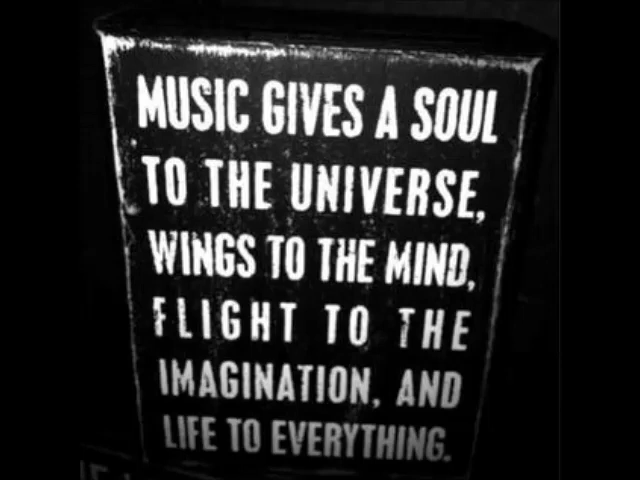 MUSIC GIVES A SOUL
TO THE UNIVERSE,
WINGS TO THE MIND,
FLIGHT TO THE
IMAGINATION, AND
LIFE TO EVERYTHING.